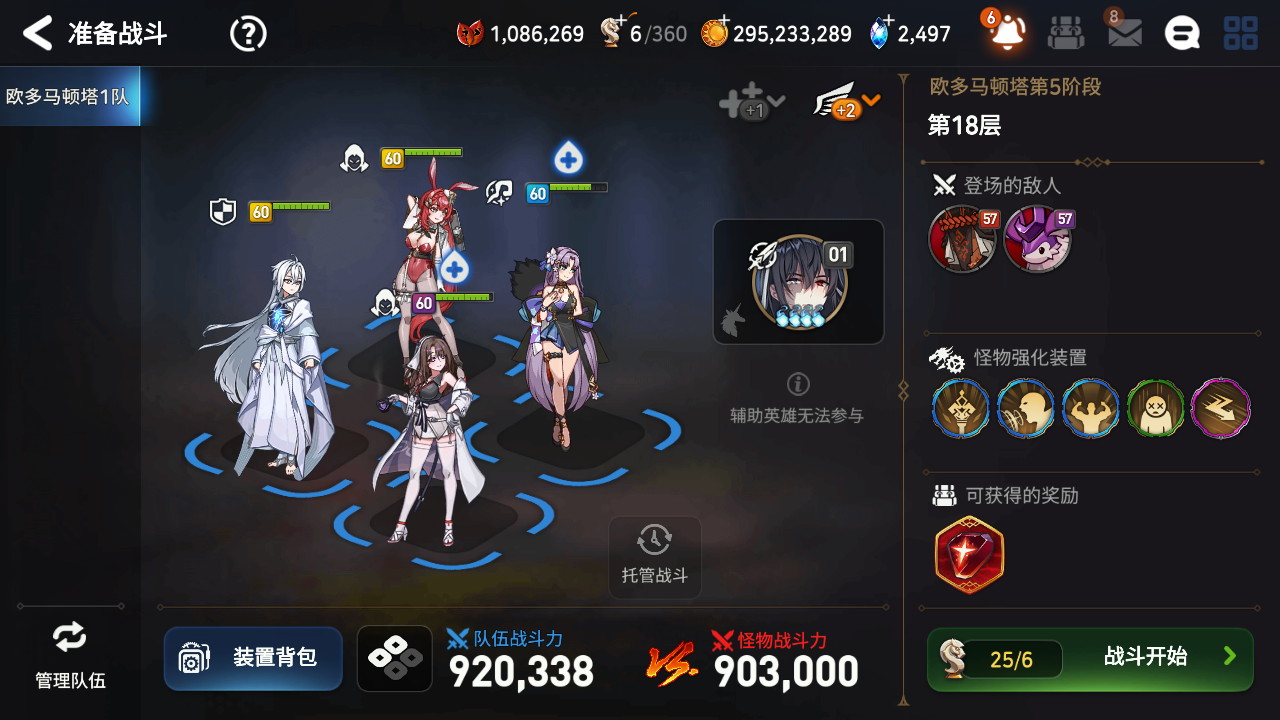 准备战斗
?
1,086,269
6/360
295,233,289
2,497
6
8
欧多马顿塔1队
+1
+2
欧多马顿塔第5阶段
第18层
登场的敌人
57
57
60
60
60
60
01
辅助英雄无法参与
怪物强化装置
可获得的奖励
托管战斗
管理队伍
装置背包
队伍战斗力
920,338
怪物战斗力
903,000
25/6
战斗开始